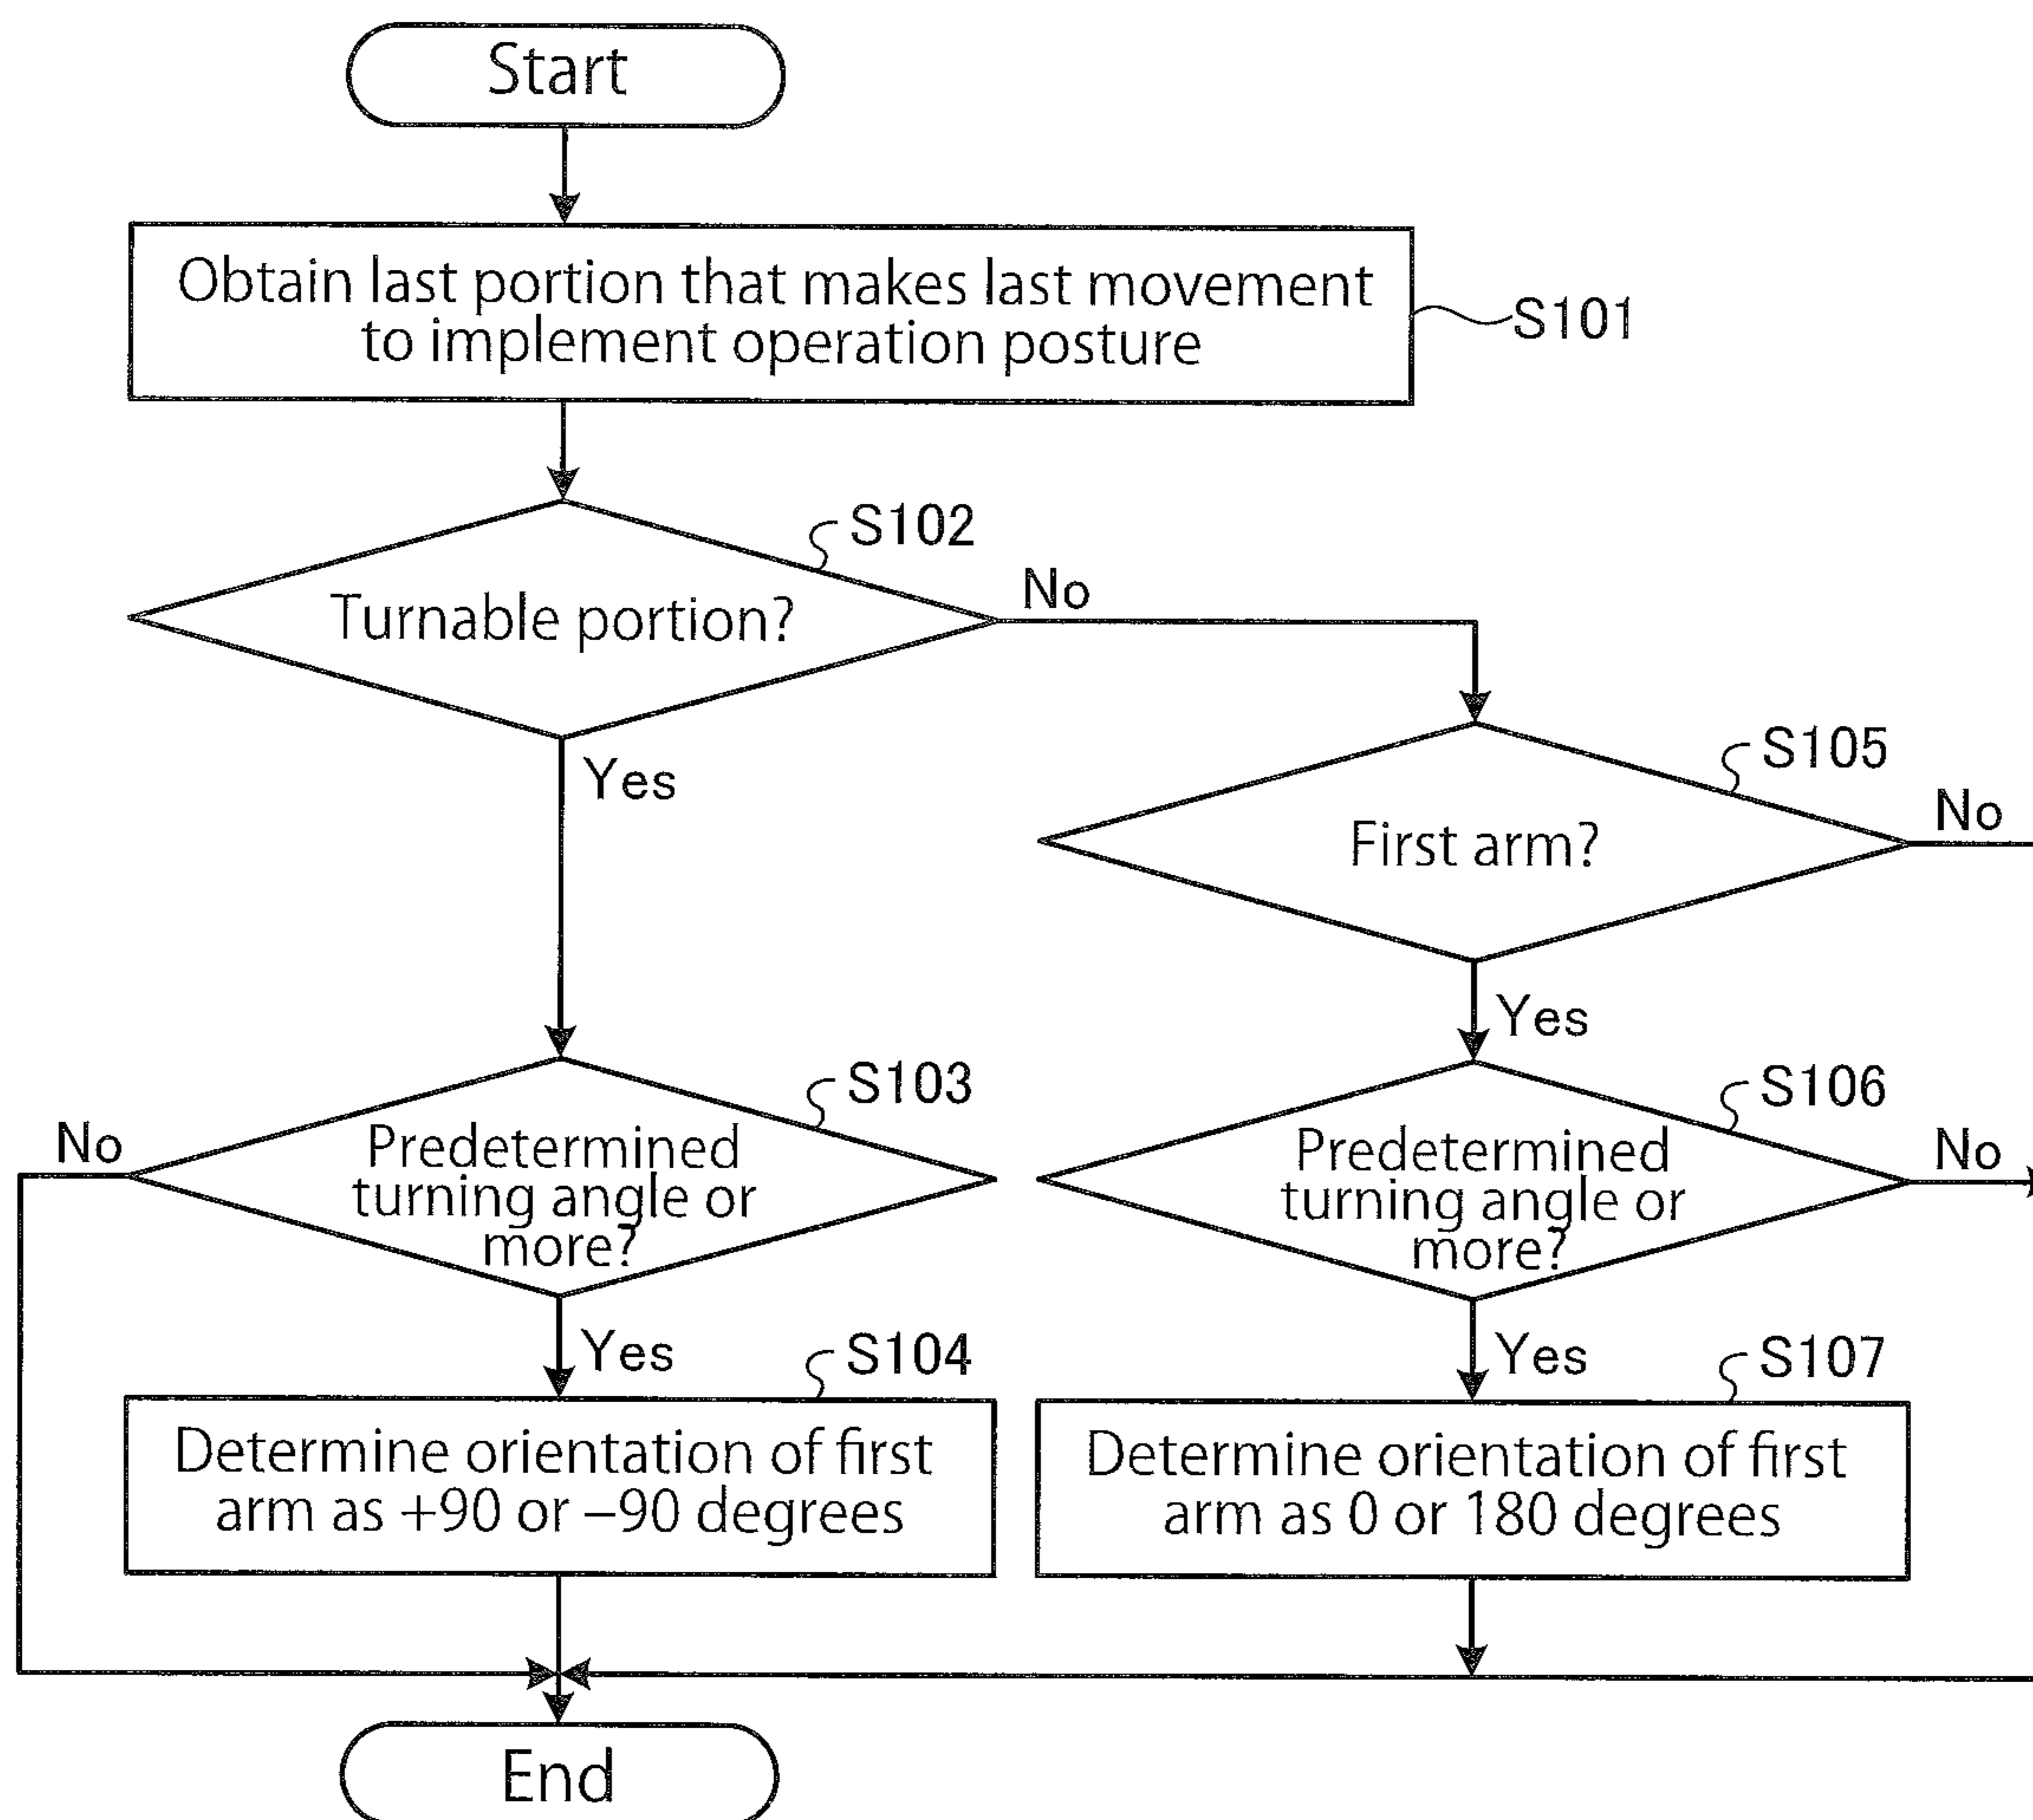 Start
Obtain last portion that makes last movement
to implement operation posture
S101
S102
Turnable portion?
No
Yes
S105
First arm?
No
Yes
S103
Predetermined
turning angle or
more?
No
Yes
S106
Predetermined
turning angle or
more?
No
Yes
S104
Determine orientation of first
arm as +90 or –90 degrees
S107
Determine orientation of first
arm as 0 or 180 degrees
End